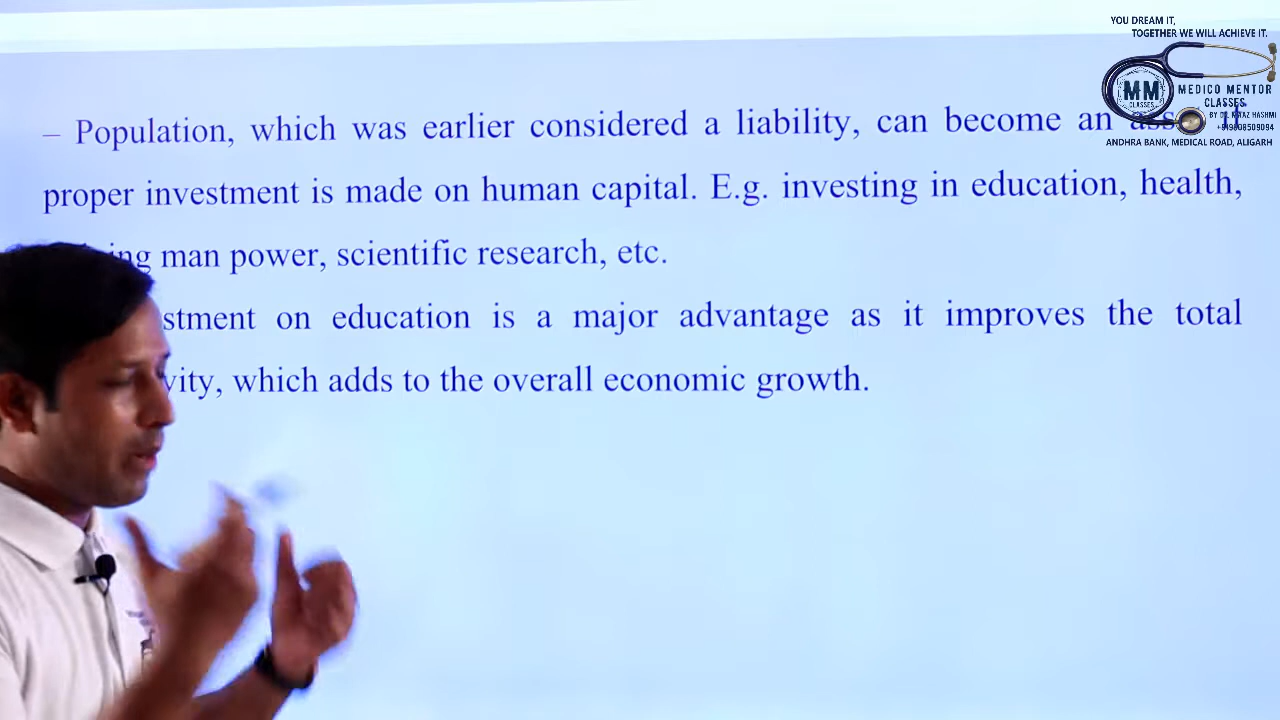 YOU DREAM IT,
TOGETHER WE WILL ACHIEVE IT.
MM
CLASSES
MEDICO MENTOR
CLASSES
+919808509094
ANDHRA BANK, MEDICAL ROAD, ALIGARH
– Population, which was earlier considered a liability, can become an
proper investment is made on human capital. E.g. investing in education, health,
man power, scientific research, etc.
stment on education is a major advantage as it improves the total
vity, which adds to the overall economic growth.